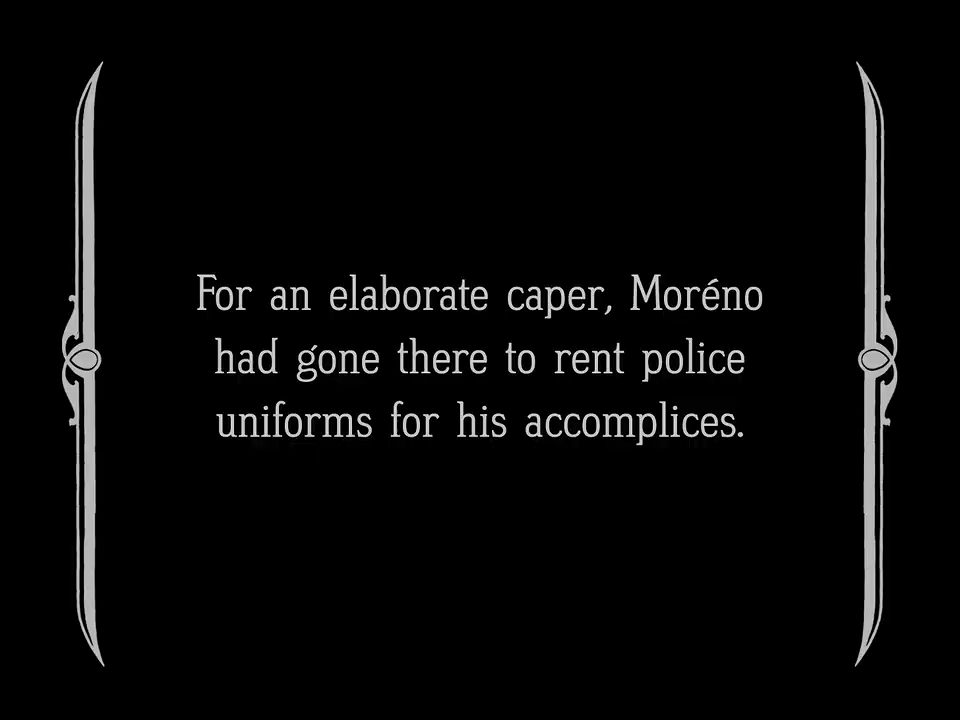 For an elaborate caper, Moréno
had gone there to rent police
uniforms for his accomplices.